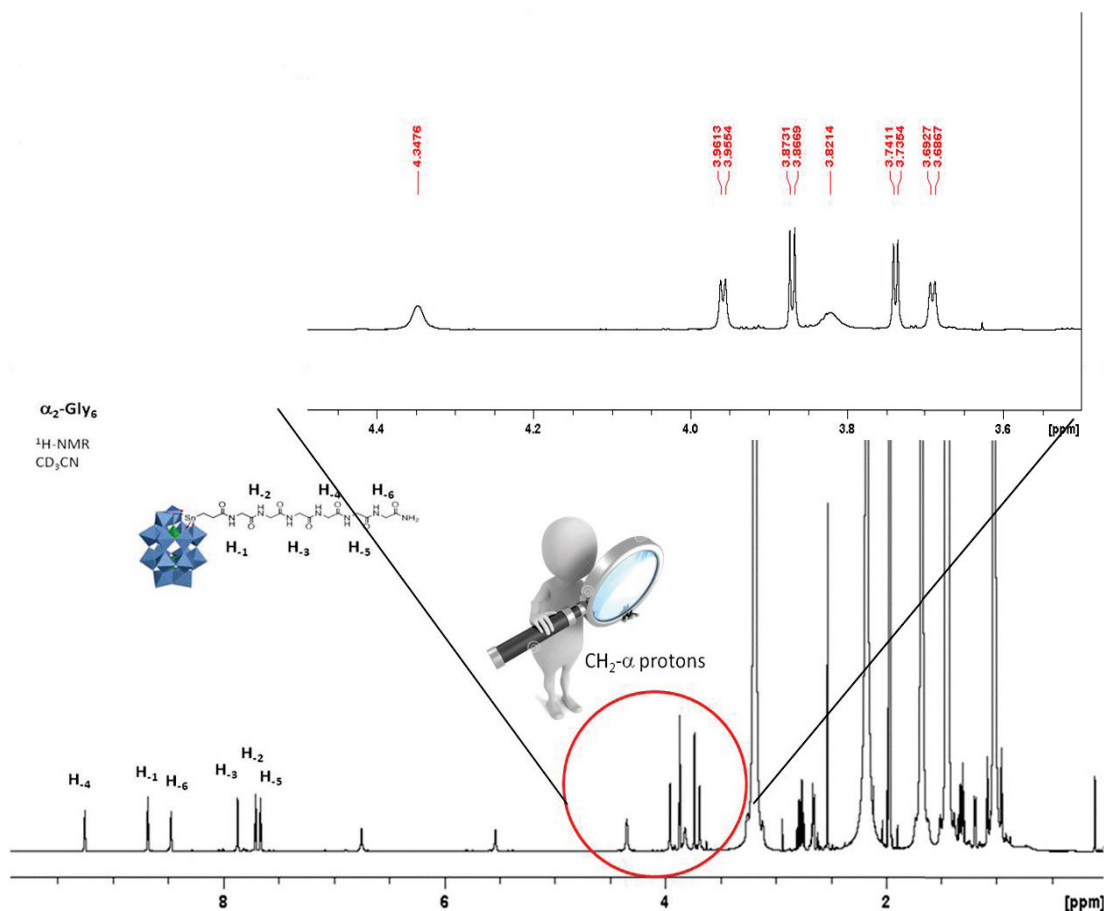 4.3476
3.9613
3.9554
3.8731
3.8669
3.8214
3.7411
3.7354
3.6927
3.6867
4.4 4.2 4.0 3.8 3.6 [ppm]
α₂-Gly₆
¹H-NMR
CD₃CN
H₋₂ H₋₄ H₋₆
Sn O N H O H N N H O O H N N H O O H N NH₂ O
H₋₁ H₋₃ H₋₅
CH₂-α protons
H₋₄ H₋₁ H₋₆ H₋₃ H₋₂ H₋₅
8 6 4 2 [ppm]